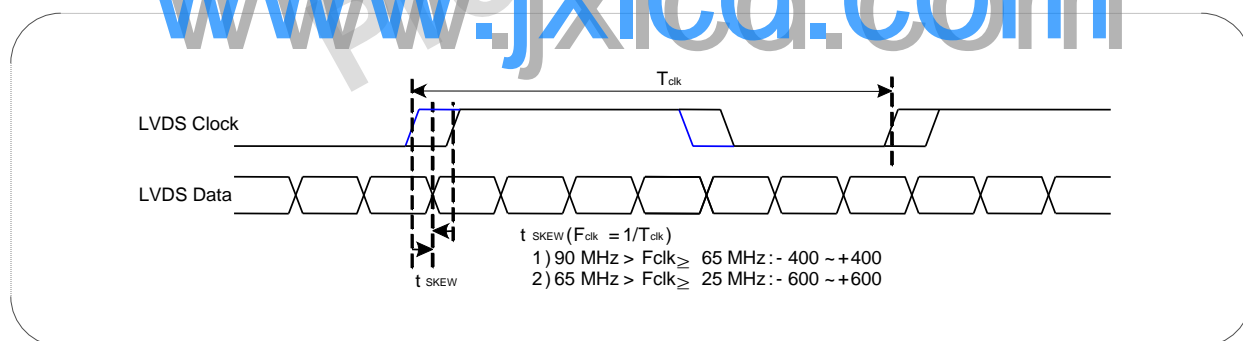 www.jxlcd.com
Tclk
LVDS Clock
LVDS Data
t SKEW (Fclk = 1/Tclk)
1) 90 MHz > Fclk ≥ 65 MHz : - 400 ~ +400
2) 65 MHz > Fclk ≥ 25 MHz : - 600 ~ +600
t SKEW